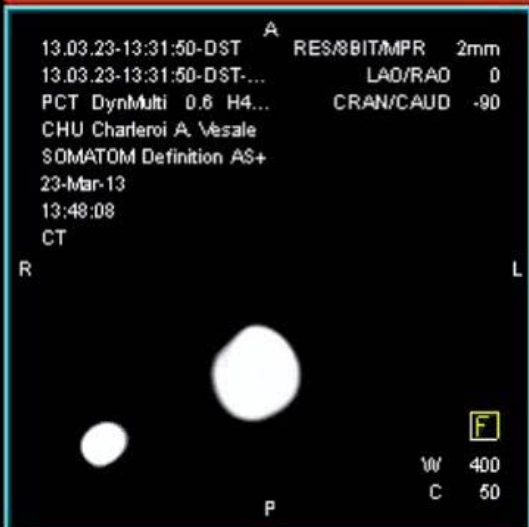 A
13.03.23-13:31:50-DST RES/8BIT/MPR 2mm
13.03.23-13:31:50-DST-... LAO/RAO 0
PCT DynMulti 0.6 H4... CRAN/CAUD -90
CHU Charleroi A. Vesale
SOMATOM Definition AS+
23-Mar-13
13:48:08
CT
R L
F
W 400
C 50
P